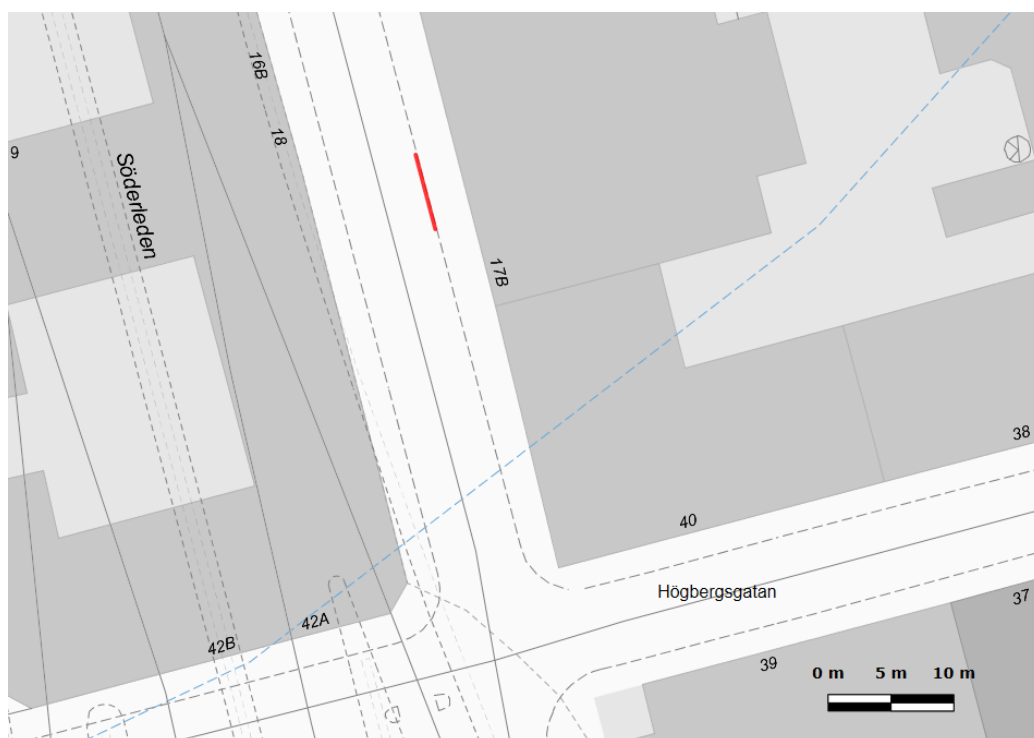 16B
18
9
Söderleden
17B
38
40
Högbergsgatan
37
42A
42B
39
0 m 5 m 10 m